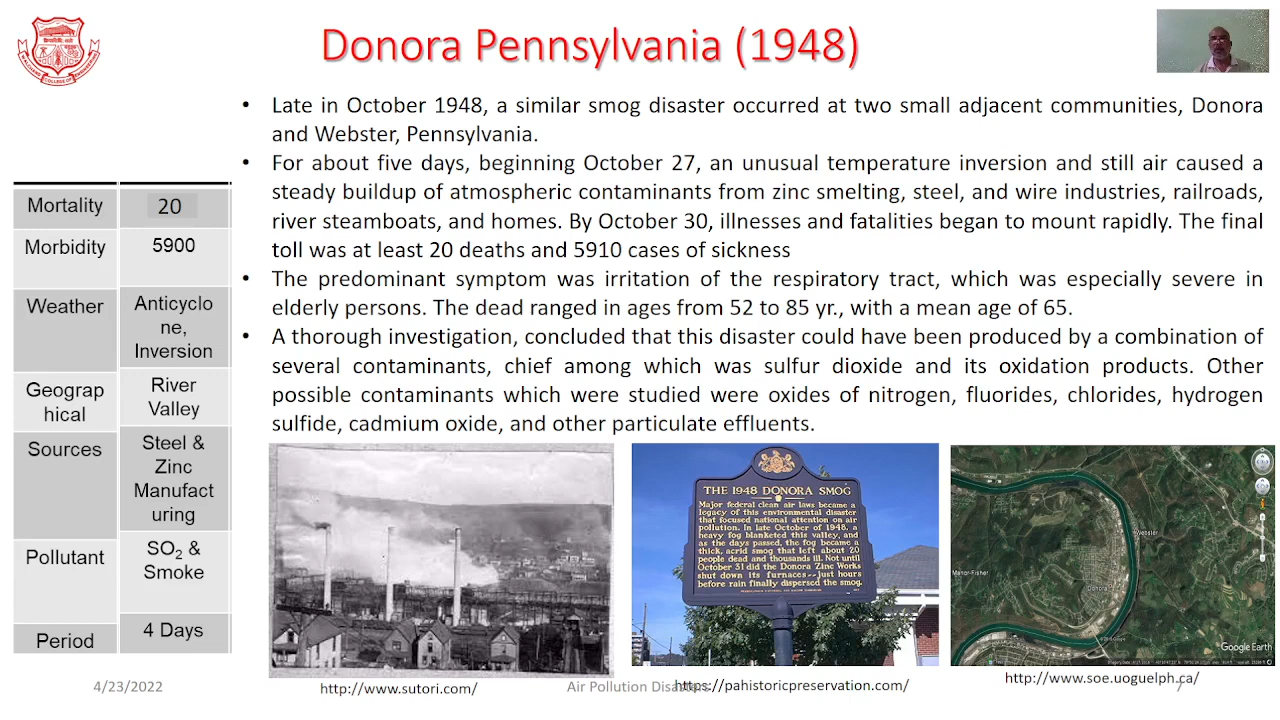 Donora Pennsylvania (1948)
• Late in October 1948, a similar smog disaster occurred at two small adjacent communities, Donora
and Webster, Pennsylvania.
• For about five days, beginning October 27, an unusual temperature inversion and still air caused a
steady buildup of atmospheric contaminants from zinc smelting, steel, and wire industries, railroads,
river steamboats, and homes. By October 30, illnesses and fatalities began to mount rapidly. The final
toll was at least 20 deaths and 5910 cases of sickness
• The predominant symptom was irritation of the respiratory tract, which was especially severe in
elderly persons. The dead ranged in ages from 52 to 85 yr., with a mean age of 65.
• A thorough investigation, concluded that this disaster could have been produced by a combination of
several contaminants, chief among which was sulfur dioxide and its oxidation products. Other
possible contaminants which were studied were oxides of nitrogen, fluorides, chlorides, hydrogen
sulfide, cadmium oxide, and other particulate effluents.
Mortality 20
Morbidity 5900
Weather Anticyclo
ne,
Inversion
Geograp
hical River
Valley
Sources Steel &
Zinc
Manufact
uring
Pollutant SO₂ &
Smoke
Period 4 Days
THE 1948 DONORA SMOG
Major federal clean air laws became a
legacy of this environmental disaster
that focused national attention on air
pollution. In late October of 1948, a
heavy fog blanketed this valley, and
as the days passed, the fog became a
thick, acrid smog that left about 20
people dead and thousands ill. Not until
October 31 did the Donora Zinc Works
shut down its furnaces--just hours
before rain finally dispersed the smog.
Webster
Manor-Fisher
Donora
Google Earth
http://www.sutori.com/
https://pahistoricpreservation.com/
http://www.soe.uoguelph.ca/
4/23/2022
Air Pollution Disasters
7